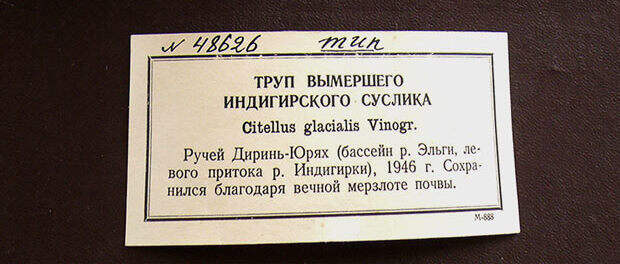 N 48626 тип
ТРУП ВЫМЕРШЕГО
ИНДИГИРСКОГО СУСЛИКА
Citellus glacialis Vinogr.
Ручей Диринь-Юрях (бассейн р. Эльги, ле-
вого притока р. Индигирки), 1946 г. Сохра-
нился благодаря вечной мерзлоте почвы.
М-888